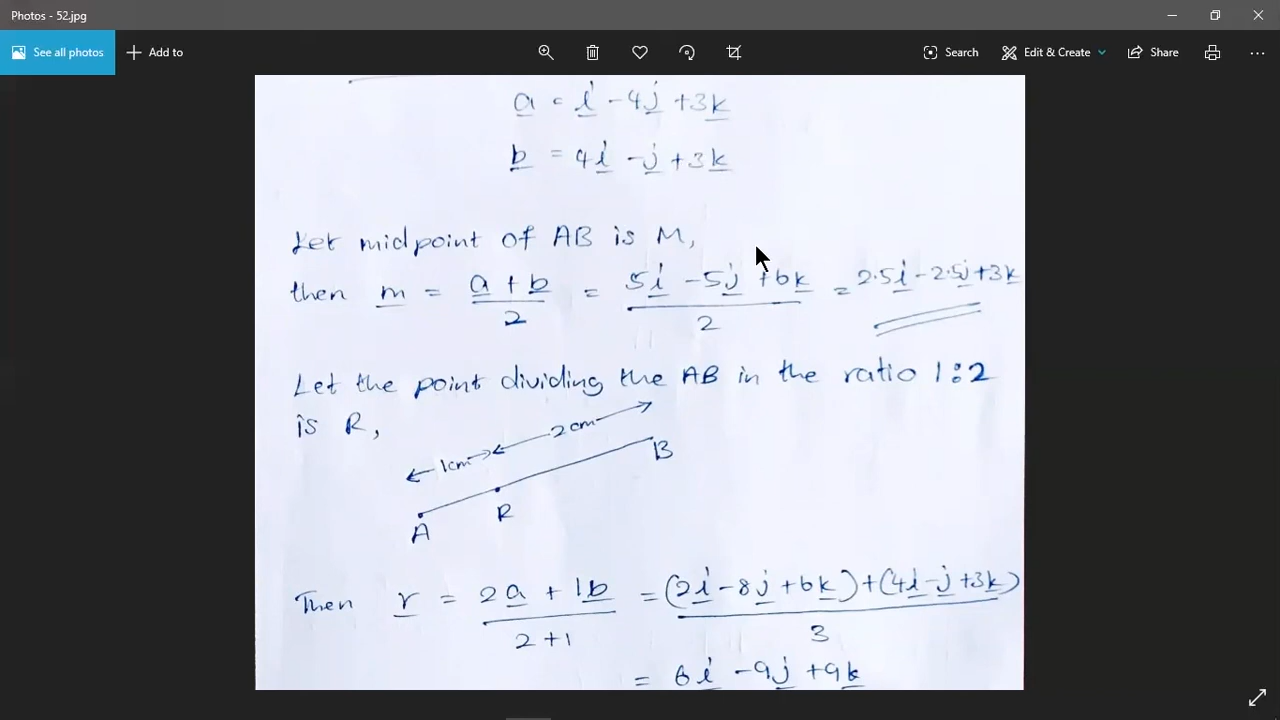 Photos - 52.jpg
See all photos
Add to
Search
Edit & Create
Share
a = i - 4j + 3k
b = 4i - j + 3k
Let midpoint of AB is M,
then m = a + b / 2 = 5i - 5j + 6k / 2 = 2.5i - 2.5j + 3k
Let the point dividing the AB in the ratio 1:2
is R,
1cm
2cm
A
R
B
Then r = 2a + 1b / 2 + 1 = (2i - 8j + 6k) + (4i - j + 3k) / 3
= 6i - 9j + 9k